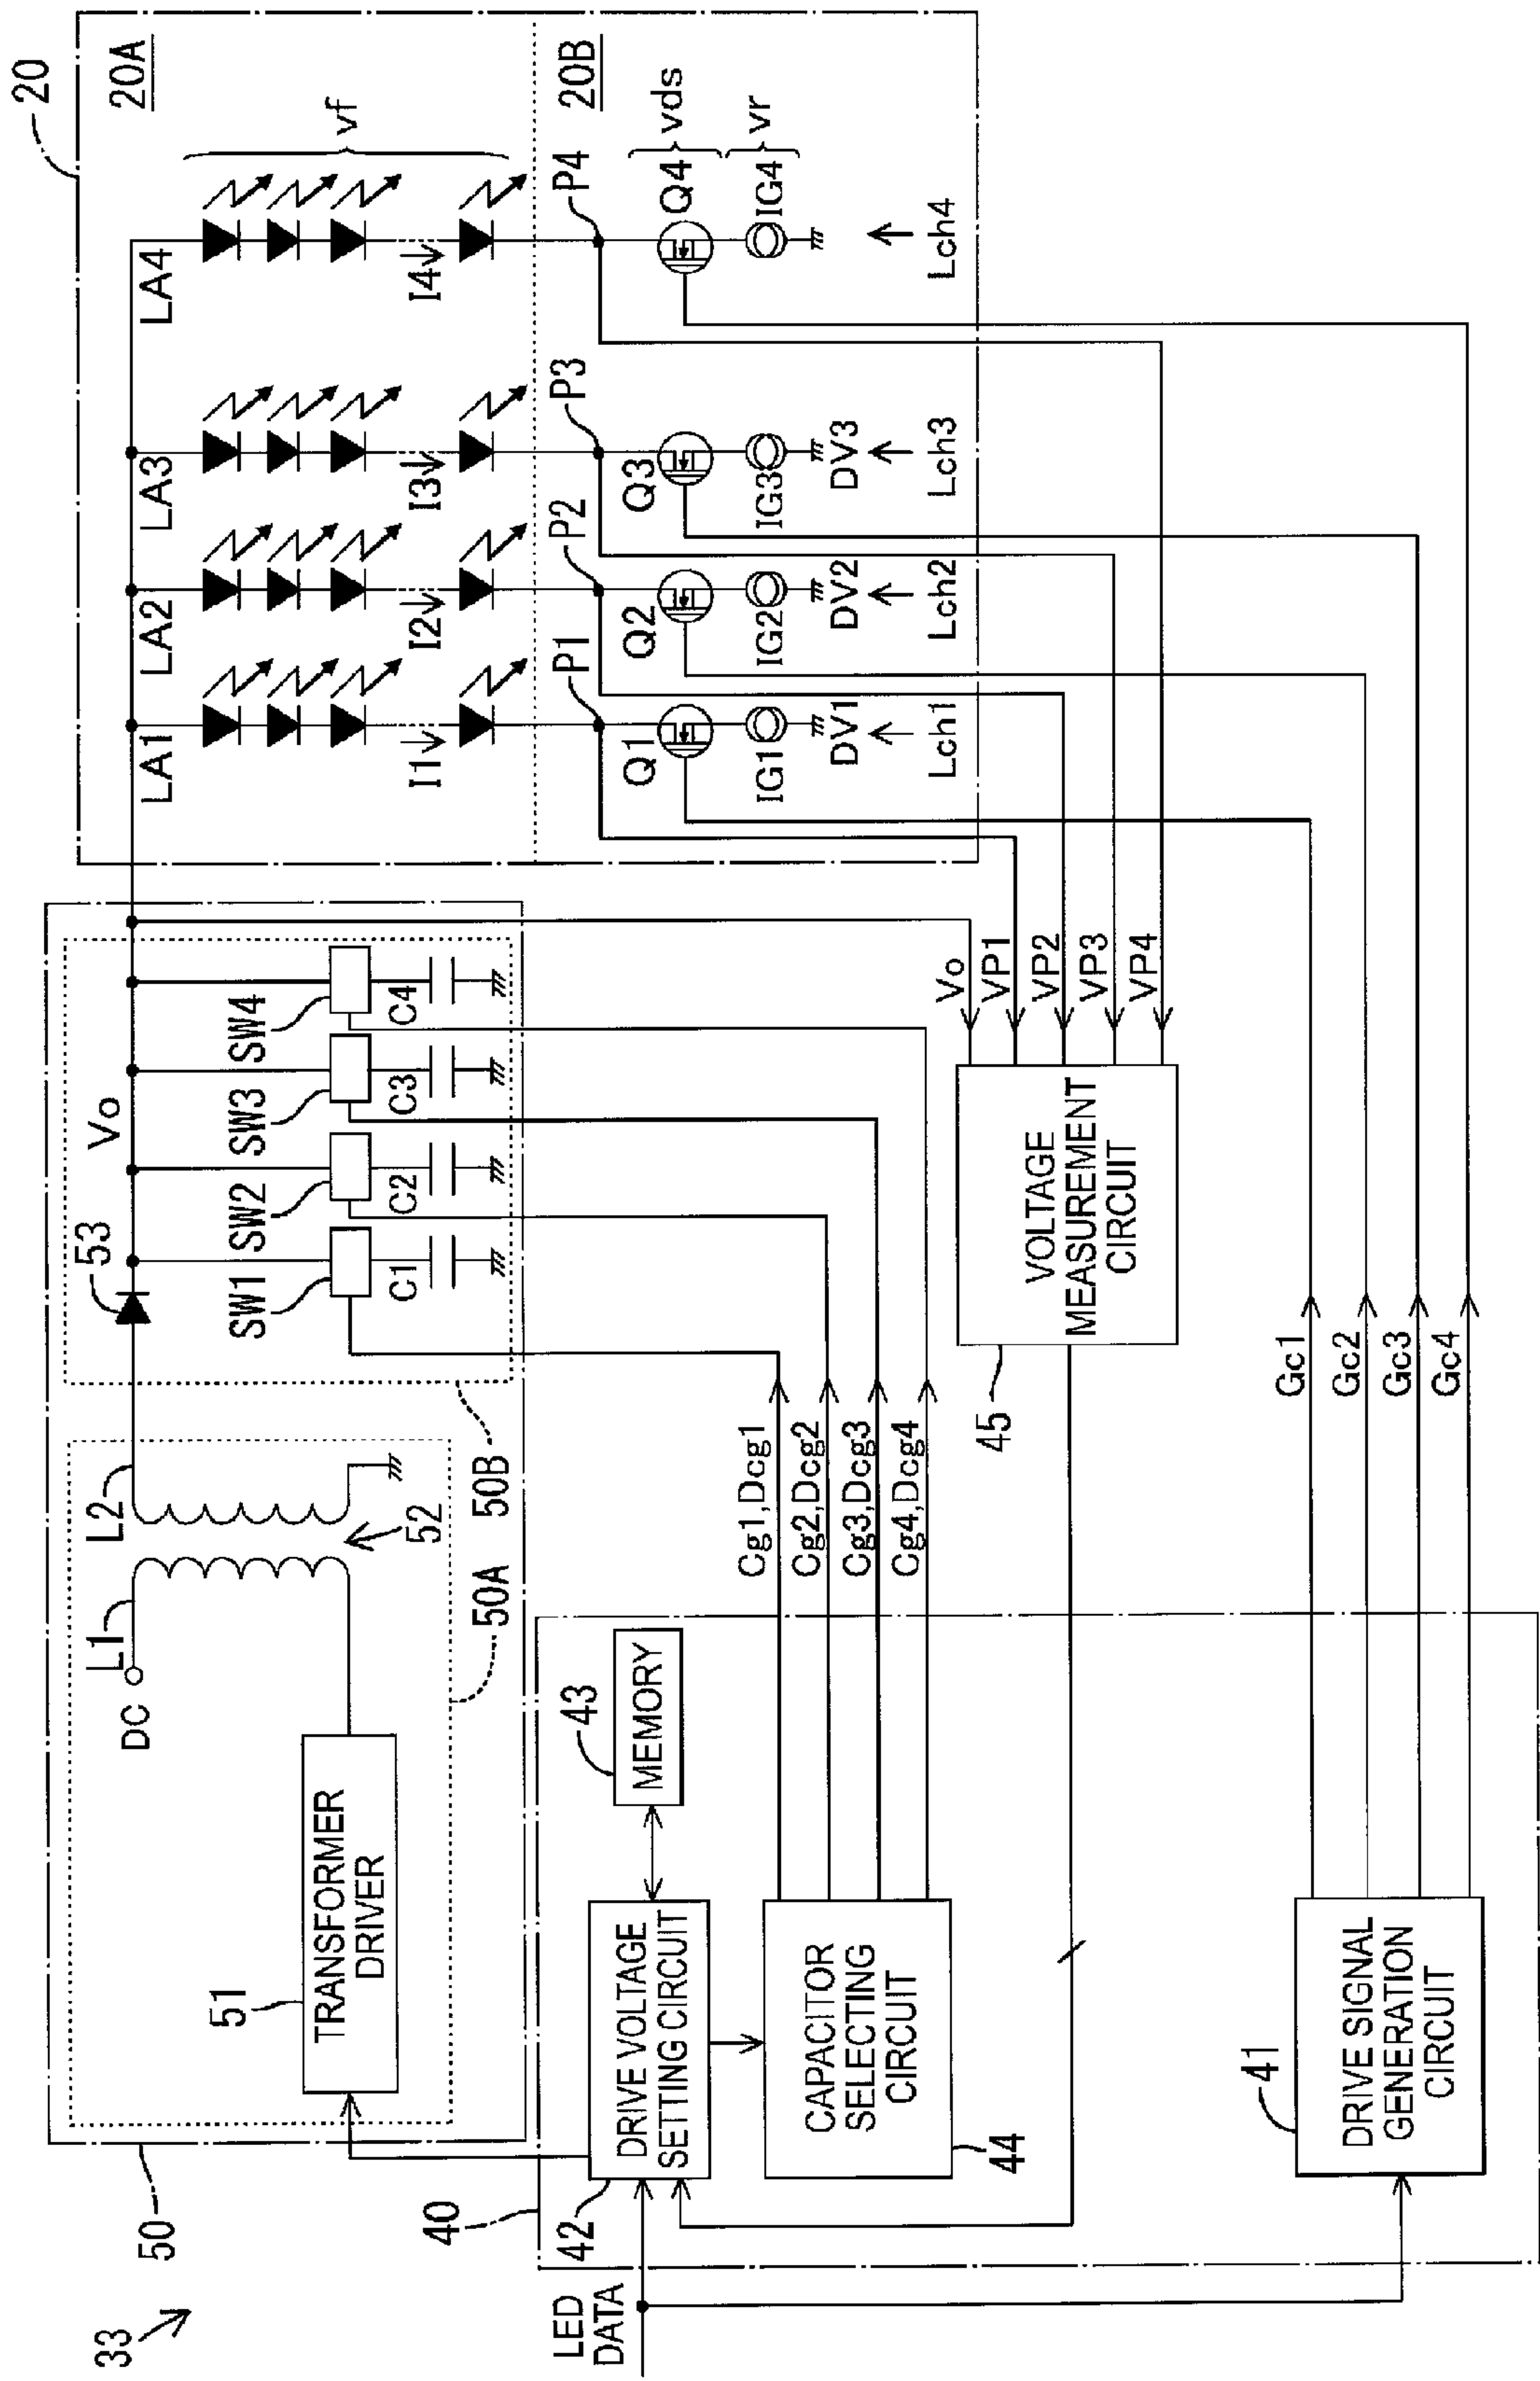 33
50
51
TRANSFORMER
DRIVER
DC
L1
L2
52
50A
50B
53
Vo
SW1
SW2
SW3
SW4
C1
C2
C3
C4
20
20A
20B
LA1
LA2
LA3
LA4
I1
I2
I3
I4
vf
P1
P2
P3
P4
Q1
Q2
Q3
Q4
vds
IG1
IG2
IG3
IG4
vr
DV1
DV2
DV3
Lch1
Lch2
Lch3
Lch4
LED
DATA
40
42
DRIVE VOLTAGE
SETTING CIRCUIT
43
MEMORY
CAPACITOR
SELECTING
CIRCUIT
44
Cg1,Dcg1
Cg2,Dcg2
Cg3,Dcg3
Cg4,Dcg4
Vo
VP1
VP2
VP3
VP4
45
VOLTAGE
MEASUREMENT
CIRCUIT
41
DRIVE SIGNAL
GENERATION
CIRCUIT
Gc1
Gc2
Gc3
Gc4